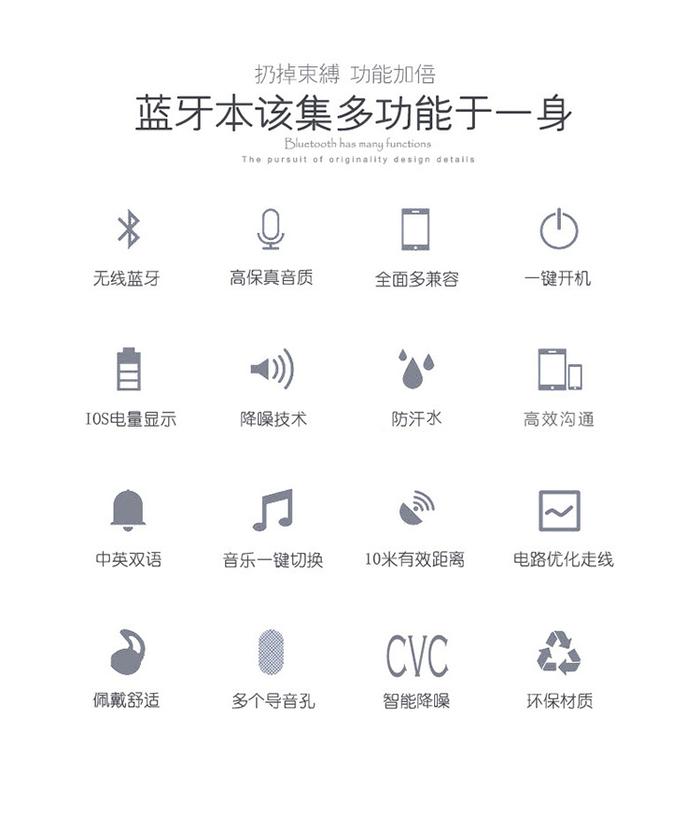 扔掉束縛 功能加倍
蓝牙本该集多功能于一身
Bluetooth has many functions
The pursuit of originality design details
无线蓝牙 高保真音质 全面多兼容 一键开机
IOS电量显示 降噪技术 防汗水 高效沟通
中英双语 音乐一键切换 10米有效距离 电路优化走线
CVC
佩戴舒适 多个导音孔 智能降噪 环保材质